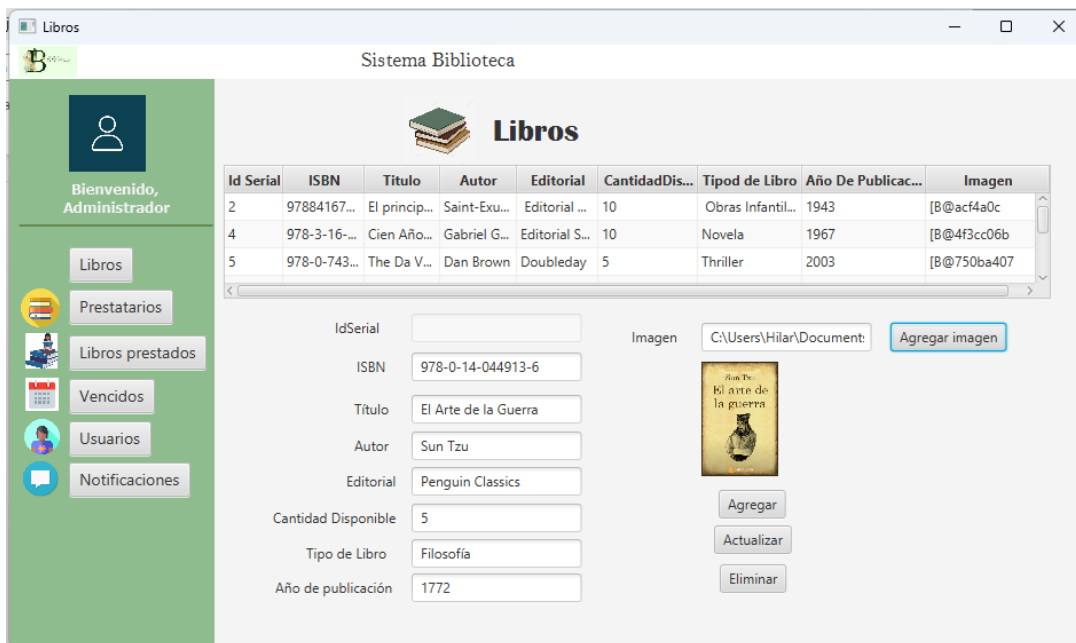 Libros
B
Sistema Biblioteca
Bienvenido,
Administrador
Libros
Prestatarios
Libros prestados
Vencidos
Usuarios
Notificaciones
Libros
Id Serial ISBN Titulo Autor Editorial CantidadDis... Tipod de Libro Año De Publicac... Imagen
2 97884167... El princip... Saint-Exu... Editorial ... 10 Obras Infantil... 1943 [B@acf4a0c
4 978-3-16-... Cien Año... Gabriel G... Editorial S... 10 Novela 1967 [B@4f3cc06b
5 978-0-743... The Da V... Dan Brown Doubleday 5 Thriller 2003 [B@750ba407
IdSerial
ISBN 978-0-14-044913-6
Título El Arte de la Guerra
Autor Sun Tzu
Editorial Penguin Classics
Cantidad Disponible 5
Tipo de Libro Filosofía
Año de publicación 1772
Imagen C:\Users\Hilar\Document: Agregar imagen
Sun Tzu
El arte de
la guerra
Agregar
Actualizar
Eliminar